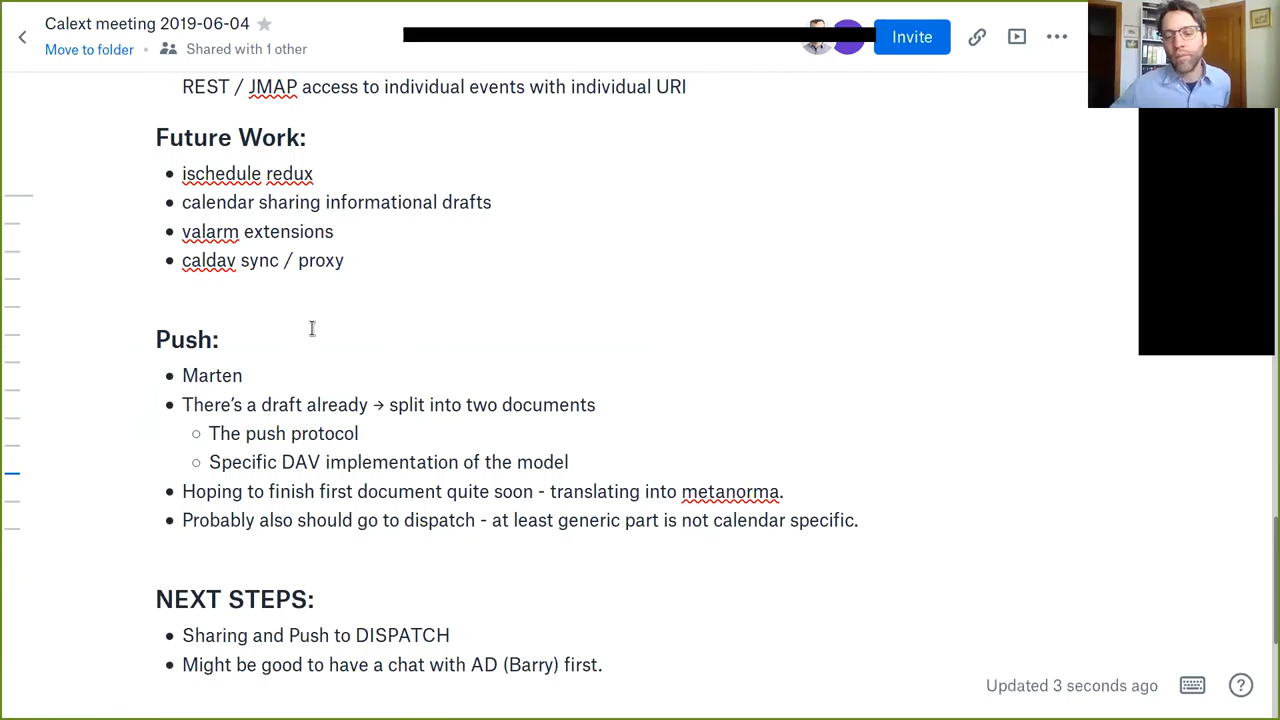 Calext meeting 2019-06-04
Move to folder • Shared with 1 other
Invite
REST / JMAP access to individual events with individual URI
Future Work:
ischedule redux
calendar sharing informational drafts
valarm extensions
caldav sync / proxy
Push:
Marten
There's a draft already → split into two documents
The push protocol
Specific DAV implementation of the model
Hoping to finish first document quite soon - translating into metanorma.
Probably also should go to dispatch - at least generic part is not calendar specific.
NEXT STEPS:
Sharing and Push to DISPATCH
Might be good to have a chat with AD (Barry) first.
Updated 3 seconds ago